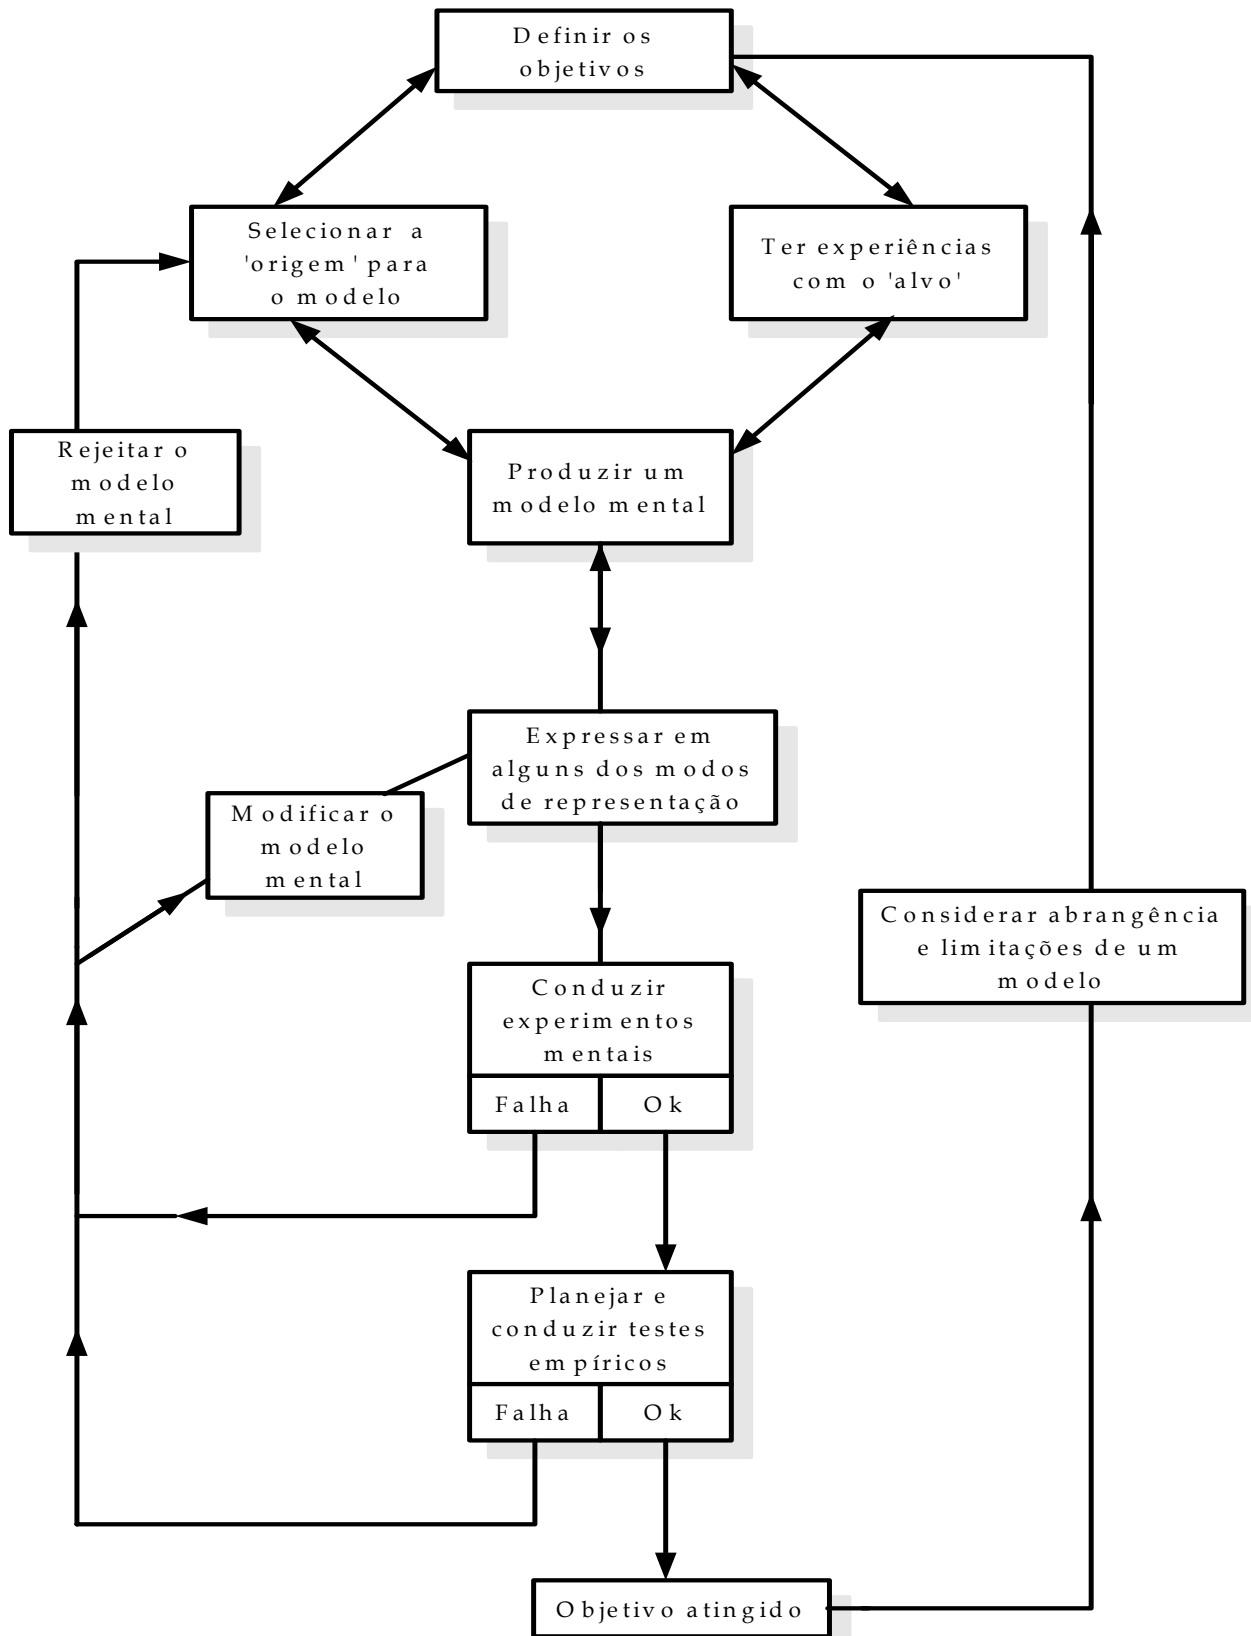 Definir os
objetivos
Selecionar a
'origem' para
o modelo
Ter experiências
com o 'alvo'
Rejeitar o
modelo
mental
Produzir um
modelo mental
Expressar em
alguns dos modos
de representação
Modificar o
modelo
mental
Considerar abrangência
e limitações de um
modelo
Conduzir
experimentos
mentais
Falha
Ok
Planejar e
conduzir testes
empíricos
Falha
Ok
Objetivo atingido